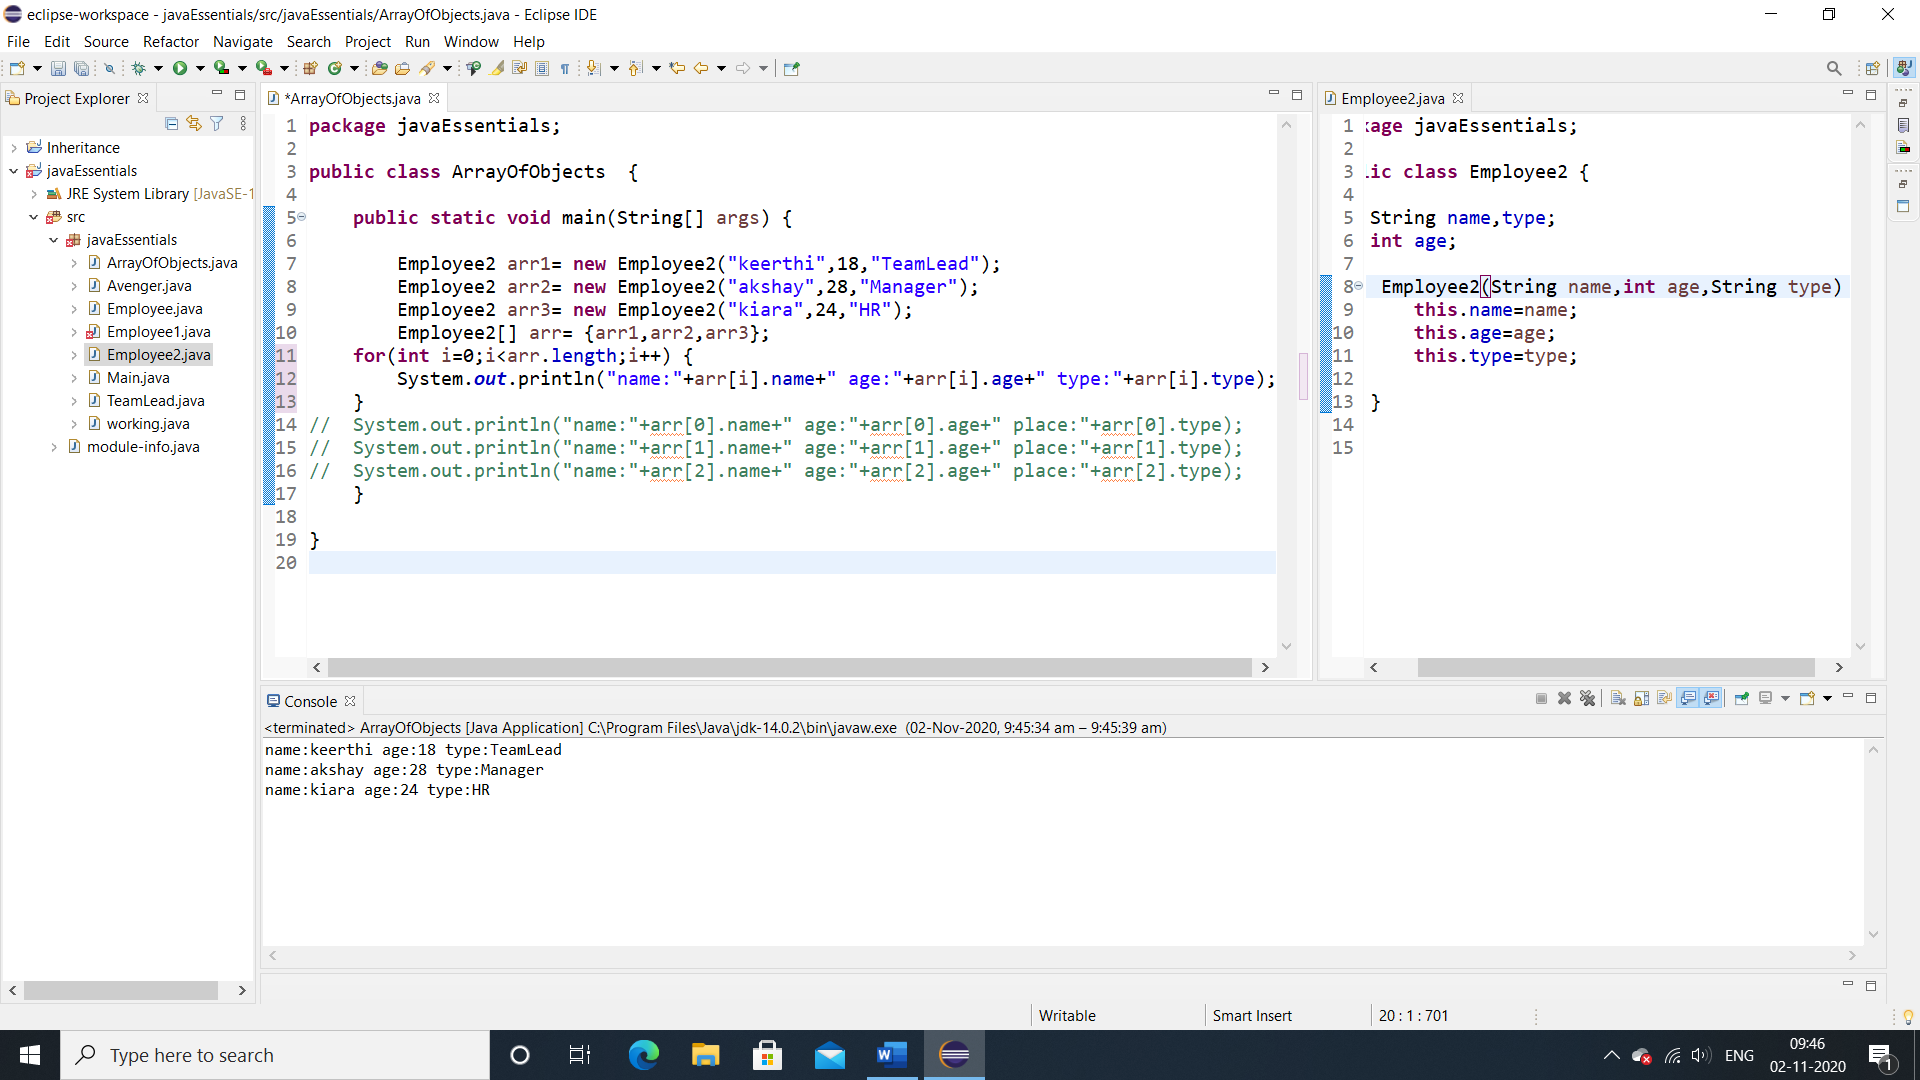 eclipse-workspace - javaEssentials/src/javaEssentials/ArrayOfObjects.java - Eclipse IDE
File Edit Source Refactor Navigate Search Project Run Window Help
Project Explorer
Inheritance
javaEssentials
JRE System Library [JavaSE-1
src
javaEssentials
ArrayOfObjects.java
Avenger.java
Employee.java
Employee1.java
Employee2.java
Main.java
TeamLead.java
working.java
module-info.java
*ArrayOfObjects.java
1 package javaEssentials;
2
3 public class ArrayOfObjects  {
4
5     public static void main(String[] args) {
6
7         Employee2 arr1= new Employee2("keerthi",18,"TeamLead");
8         Employee2 arr2= new Employee2("akshay",28,"Manager");
9         Employee2 arr3= new Employee2("kiara",24,"HR");
10         Employee2[] arr= {arr1,arr2,arr3};
11     for(int i=0;i<arr.length;i++) {
12         System.out.println("name:"+arr[i].name+" age:"+arr[i].age+" type:"+arr[i].type);
13     }
14 //  System.out.println("name:"+arr[0].name+" age:"+arr[0].age+" place:"+arr[0].type);
15 //  System.out.println("name:"+arr[1].name+" age:"+arr[1].age+" place:"+arr[1].type);
16 //  System.out.println("name:"+arr[2].name+" age:"+arr[2].age+" place:"+arr[2].type);
17     }
18
19 }
20
Employee2.java
1 kage javaEssentials;
2
3 lic class Employee2 {
4
5 String name,type;
6 int age;
7
8  Employee2(String name,int age,String type)
9     this.name=name;
10     this.age=age;
11     this.type=type;
12
13 }
14
15
Console
<terminated> ArrayOfObjects [Java Application] C:\Program Files\Java\jdk-14.0.2\bin\javaw.exe (02-Nov-2020, 9:45:34 am – 9:45:39 am)
name:keerthi age:18 type:TeamLead
name:akshay age:28 type:Manager
name:kiara age:24 type:HR
Writable Smart Insert 20 : 1 : 701
Type here to search
W
ENG
09:46
02-11-2020
1